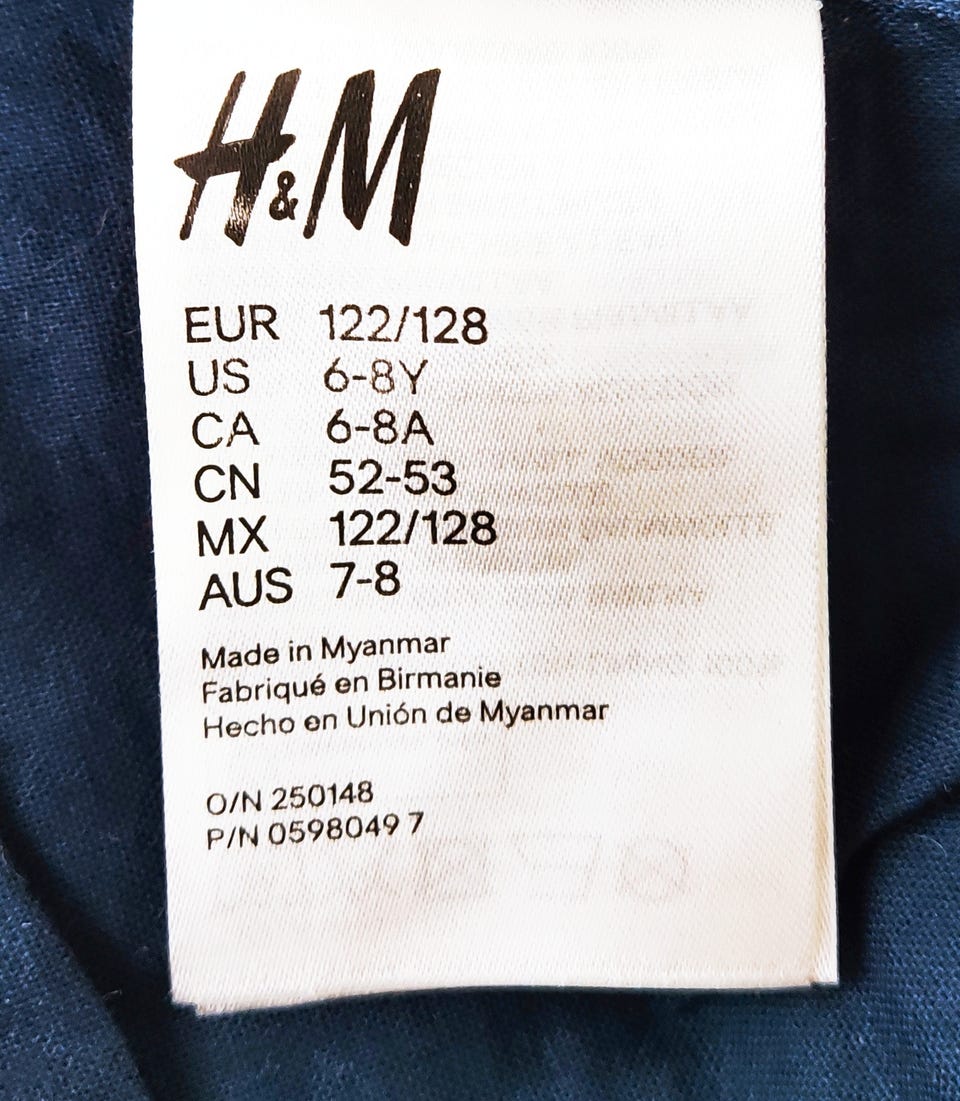 H&M
EUR 122/128
US 6-8Y
CA 6-8A
CN 52-53
MX 122/128
AUS 7-8
Made in Myanmar
Fabriqué en Birmanie
Hecho en Unión de Myanmar
O/N 250148
P/N 0598049 7